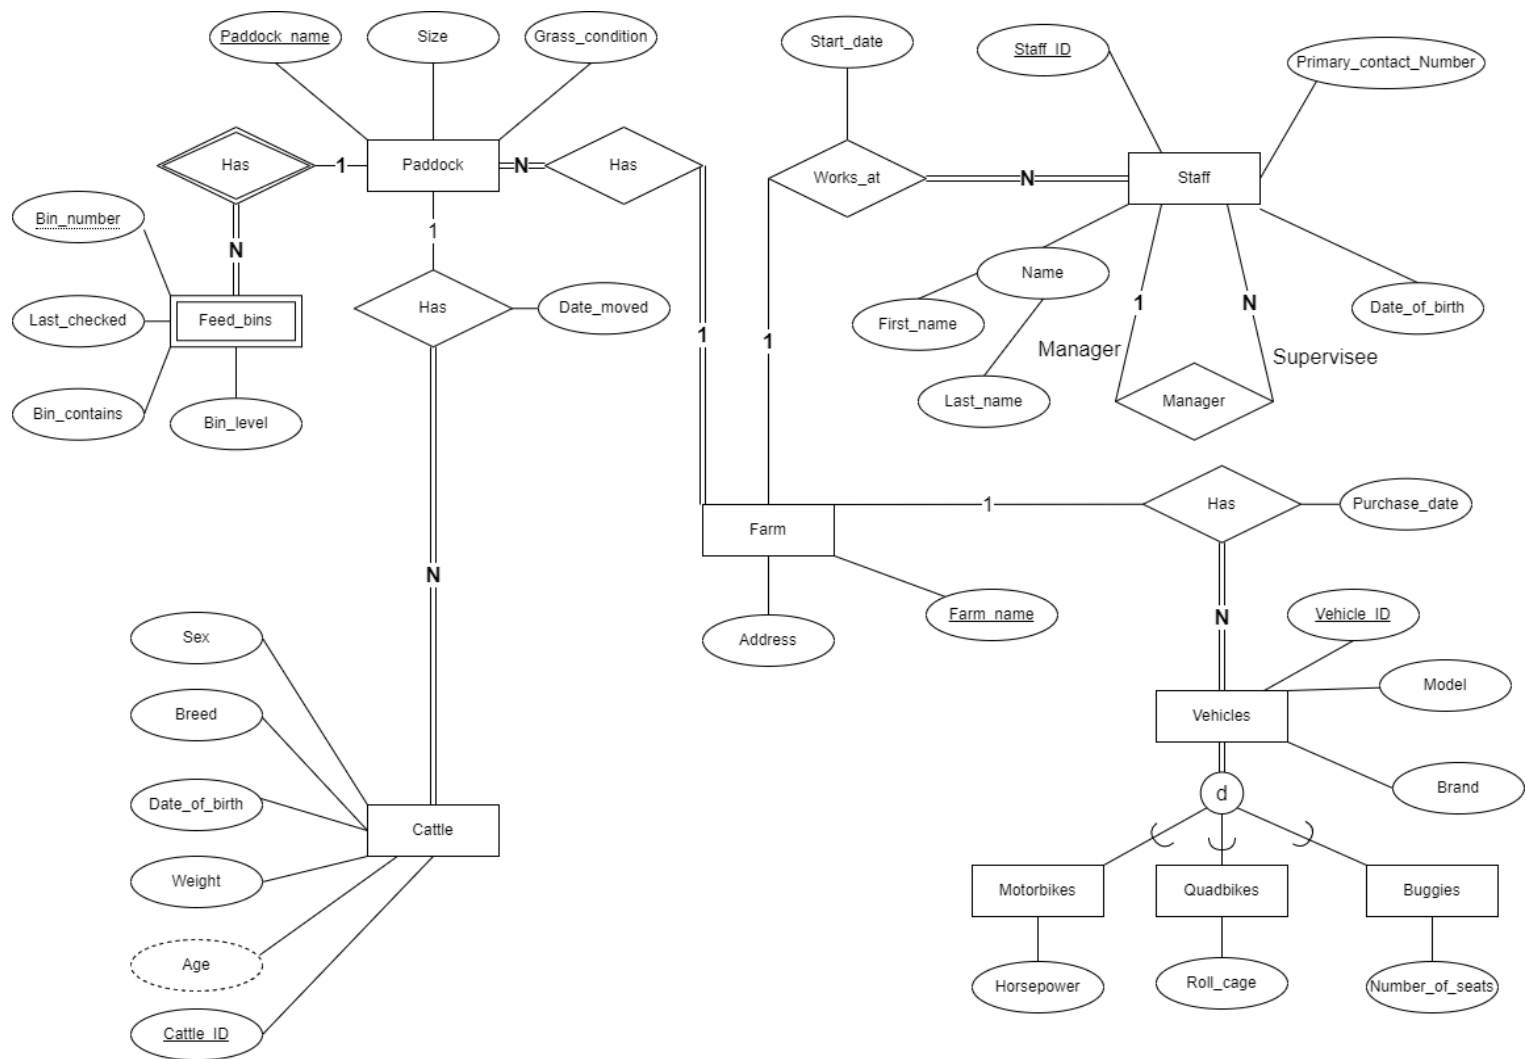 Paddock_name
Size
Grass_condition
Start_date
Staff_ID
Primary_contact_Number
Has
1
Paddock
N
Has
Works_at
N
Staff
Bin_number
N
1
Has
Date_moved
Name
1
N
Date_of_birth
Last_checked
Feed_bins
First_name
1
1
Manager
Supervisee
Bin_contains
Bin_level
Last_name
Manager
Farm
1
Has
Purchase_date
N
Address
Farm_name
N
Vehicle_ID
Sex
Model
Breed
Vehicles
Date_of_birth
Brand
d
Cattle
Weight
Motorbikes
Quadbikes
Buggies
Age
Horsepower
Roll_cage
Number_of_seats
Cattle_ID